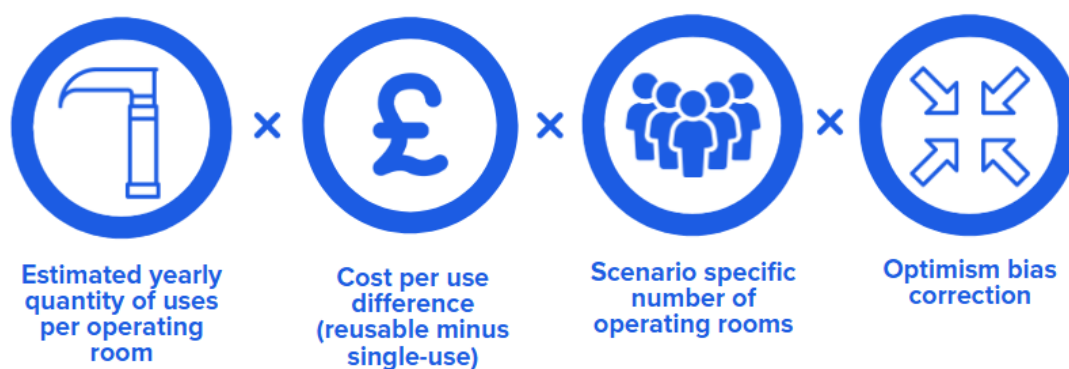 £
× × ×
Estimated yearly
quantity of uses
per operating
room
Cost per use
difference
(reusable minus
single-use)
Scenario specific
number of
operating rooms
Optimism bias
correction